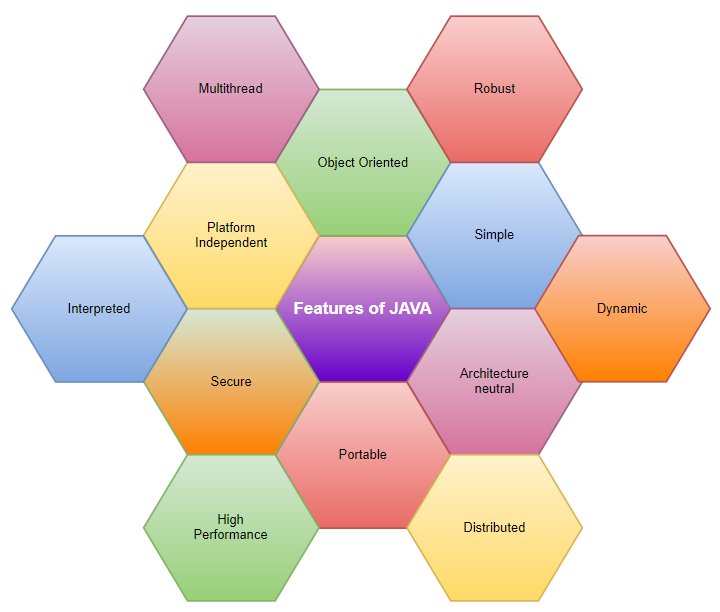 Multithread
Robust
Object Oriented
Platform
Independent
Simple
Interpreted
Features of JAVA
Dynamic
Secure
Architecture
neutral
Portable
High
Performance
Distributed